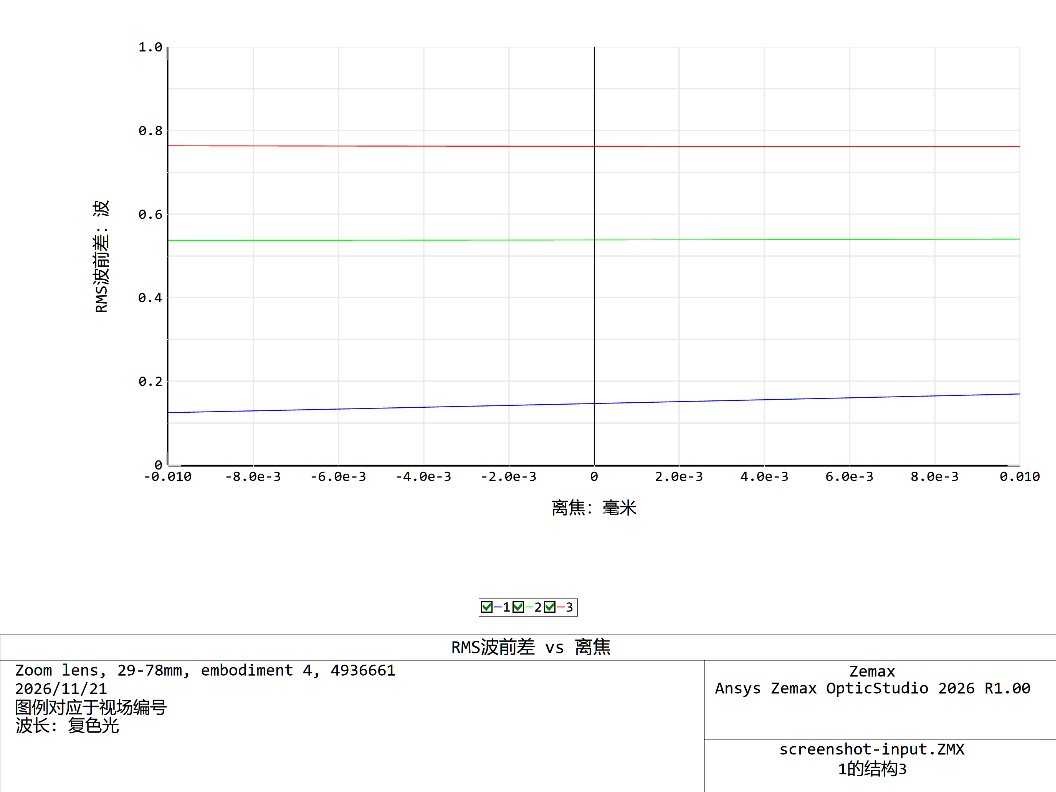 1.0
0.8
0.6
0.4
0.2
0
RMS波前差: 波
-0.010 -8.0e-3 -6.0e-3 -4.0e-3 -2.0e-3 0 2.0e-3 4.0e-3 6.0e-3 8.0e-3 0.010
离焦: 毫米
1 2 3
RMS波前差 vs 离焦
Zoom lens, 29-78mm, embodiment 4, 4936661
2026/11/21
图例对应于视场编号
波长: 复色光
Zemax
Ansys Zemax OpticStudio 2026 R1.00
screenshot-input.ZMX
1的结构3